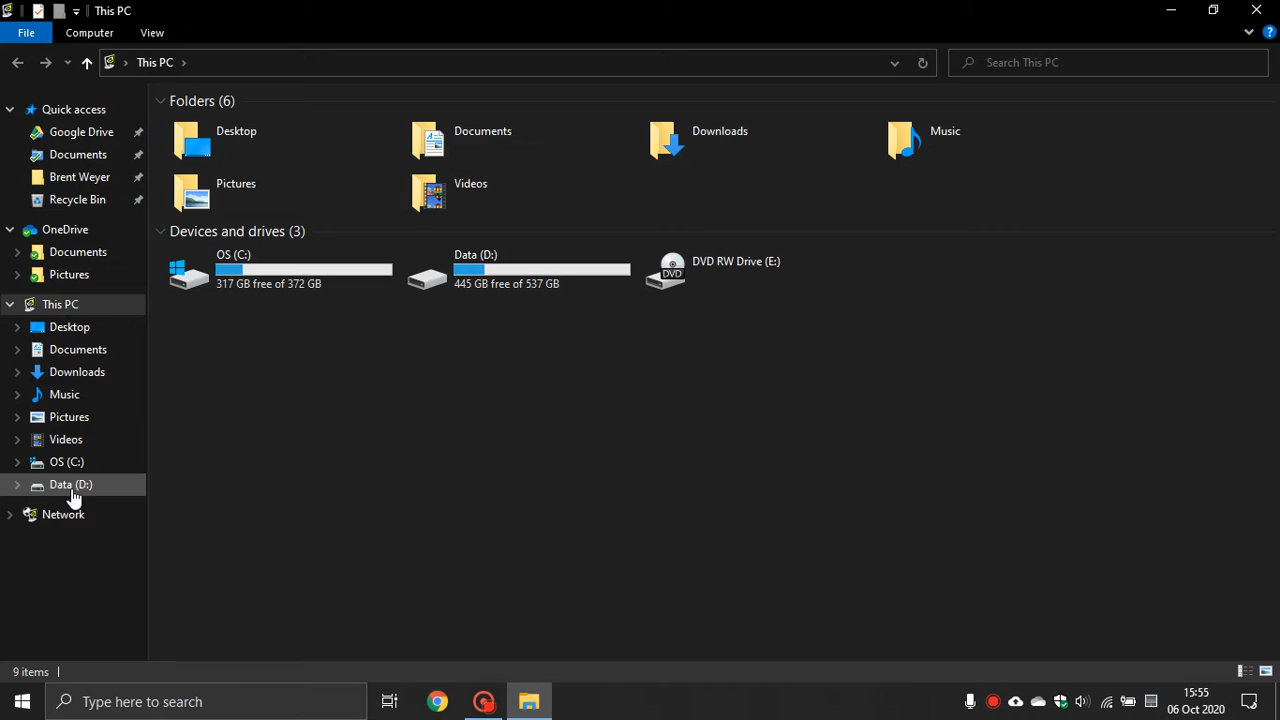 This PC
File
Computer
View
This PC
Search This PC
Quick access
Google Drive
Documents
Brent Weyer
Recycle Bin
OneDrive
Documents
Pictures
This PC
Desktop
Documents
Downloads
Music
Pictures
Videos
OS (C:)
Data (D:)
Network
Folders (6)
Desktop
Documents
Downloads
Music
Pictures
Videos
Devices and drives (3)
OS (C:)
317 GB free of 372 GB
Data (D:)
445 GB free of 537 GB
DVD
DVD RW Drive (E:)
9 items
Type here to search
15:55
06 Oct 2020